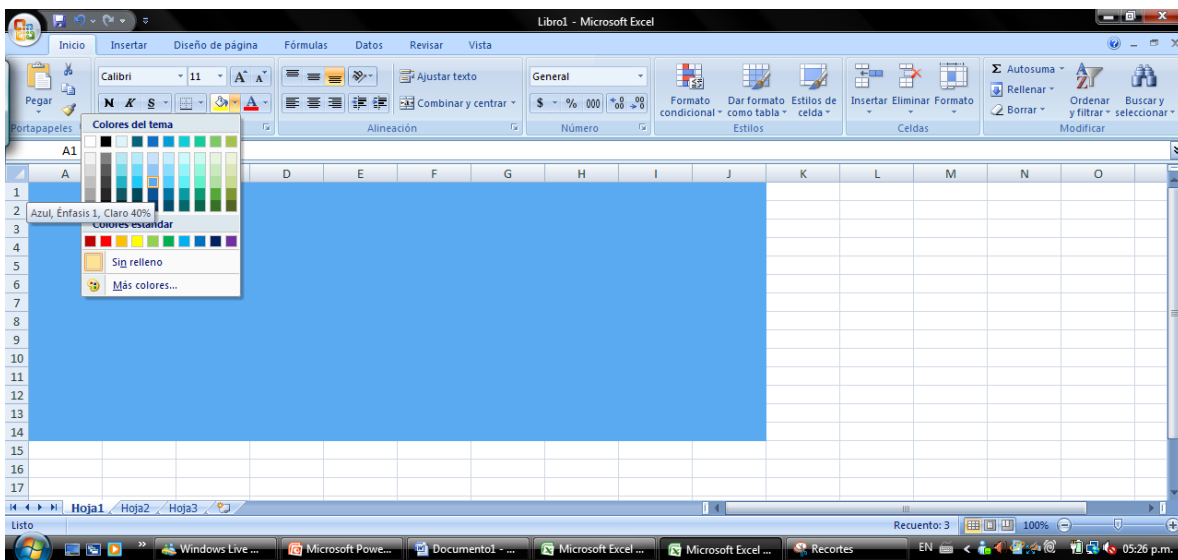 Libro1 - Microsoft Excel
Inicio Insertar Diseño de página Fórmulas Datos Revisar Vista
Pegar
Portapapeles
Calibri 11
N K S
Ajustar texto
Combinar y centrar
Alineación
General
$ % 000
Número
Formato condicional
Dar formato como tabla
Estilos de celda
Estilos
Insertar Eliminar Formato
Celdas
Σ Autosuma
Rellenar
Borrar
Ordenar y filtrar
Buscar y seleccionar
Modificar
A1
Colores del tema
Azul, Énfasis 1, Claro 40%
Colores estándar
Sin relleno
Más colores...
A D E F G H I J K L M N O
1
2
3
4
5
6
7
8
9
10
11
12
13
14
15
16
17
Hoja1 Hoja2 Hoja3
Listo Recuento: 3 100%
Windows Live ... Microsoft Powe... Documento1 - ... Microsoft Excel ... Microsoft Excel ... Recortes EN 05:26 p.m.